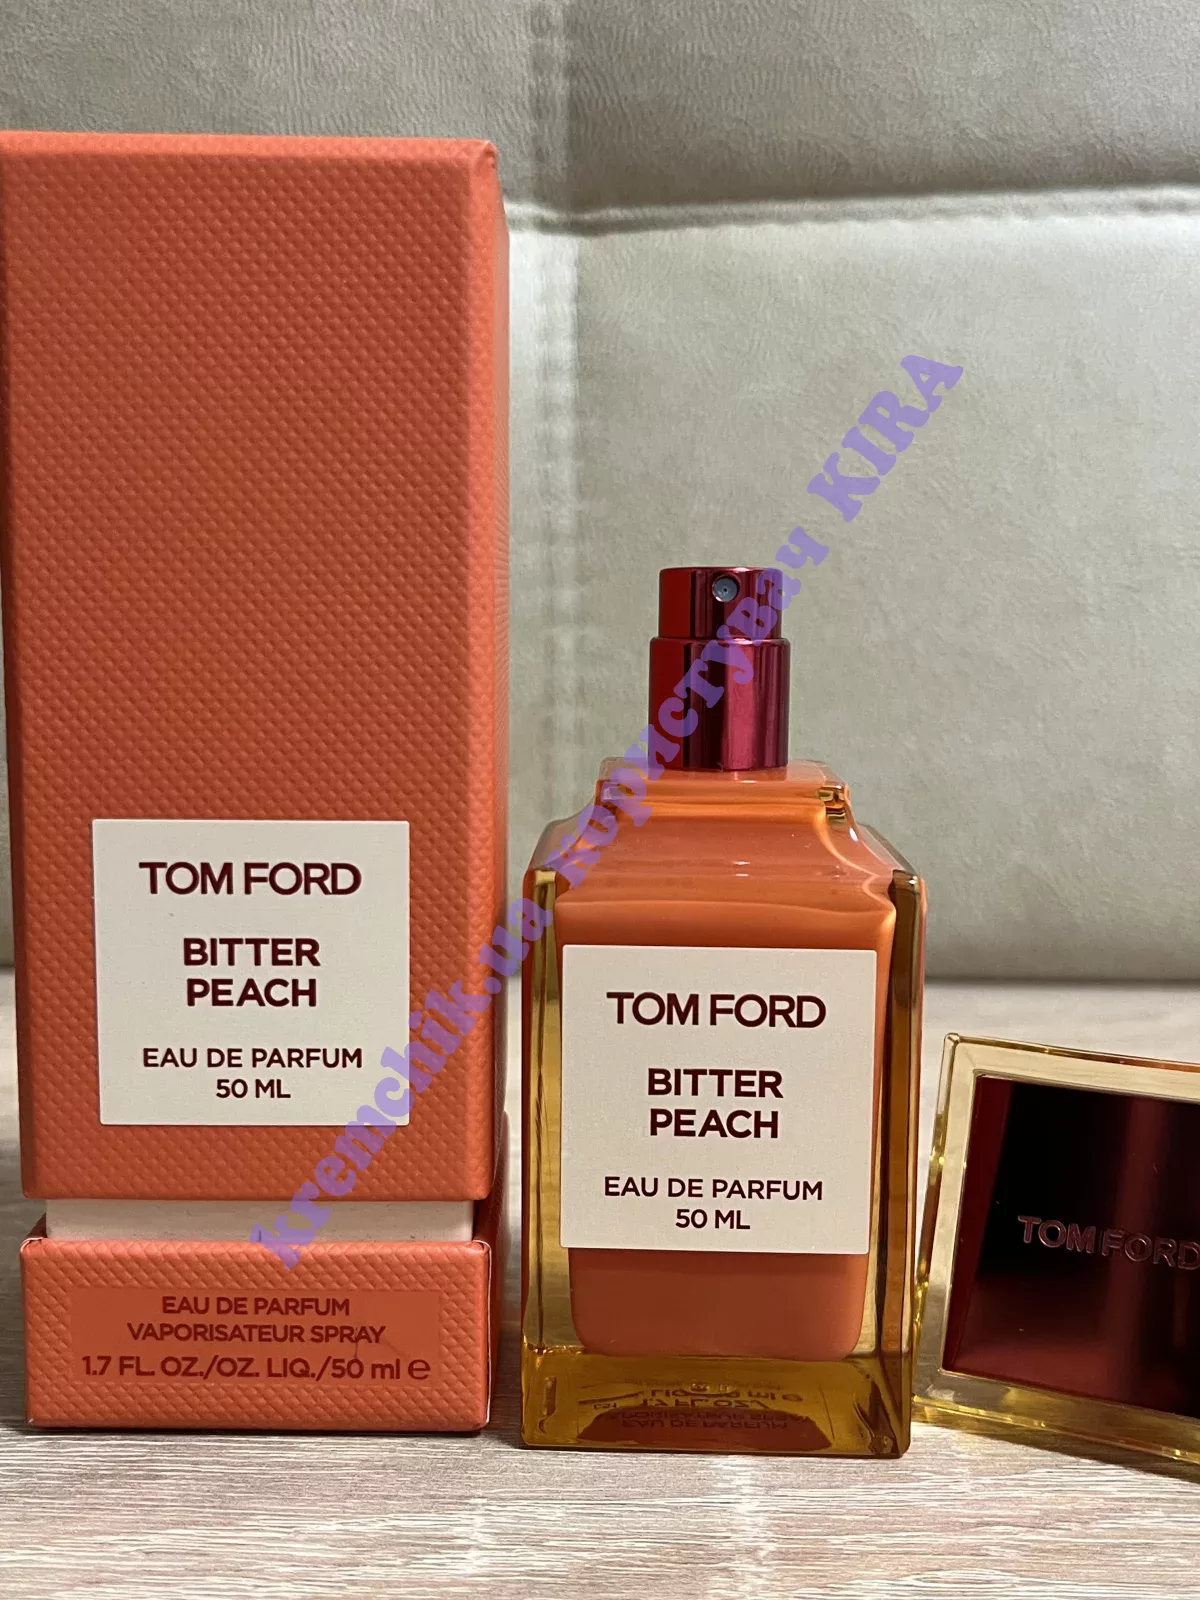 TOM FORD
BITTER
PEACH
EAU DE PARFUM
50 ML
EAU DE PARFUM
VAPORISATEUR SPRAY
1.7 FL. OZ./OZ. LIQ./50 ml e
TOM FORD
BITTER
PEACH
EAU DE PARFUM
50 ML
TOM FORD
kremchik.ua користувач KIRA